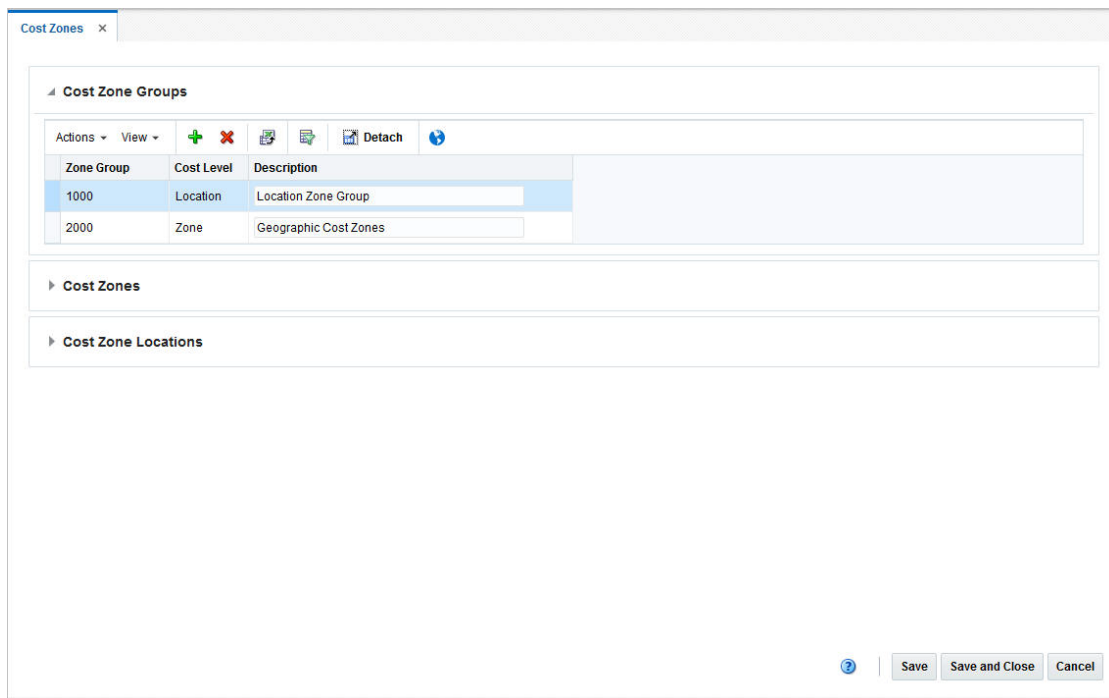 Cost Zones ×
Cost Zone Groups
Actions View Detach
Zone Group Cost Level Description
1000 Location Location Zone Group
2000 Zone Geographic Cost Zones
Cost Zones
Cost Zone Locations
? Save Save and Close Cancel